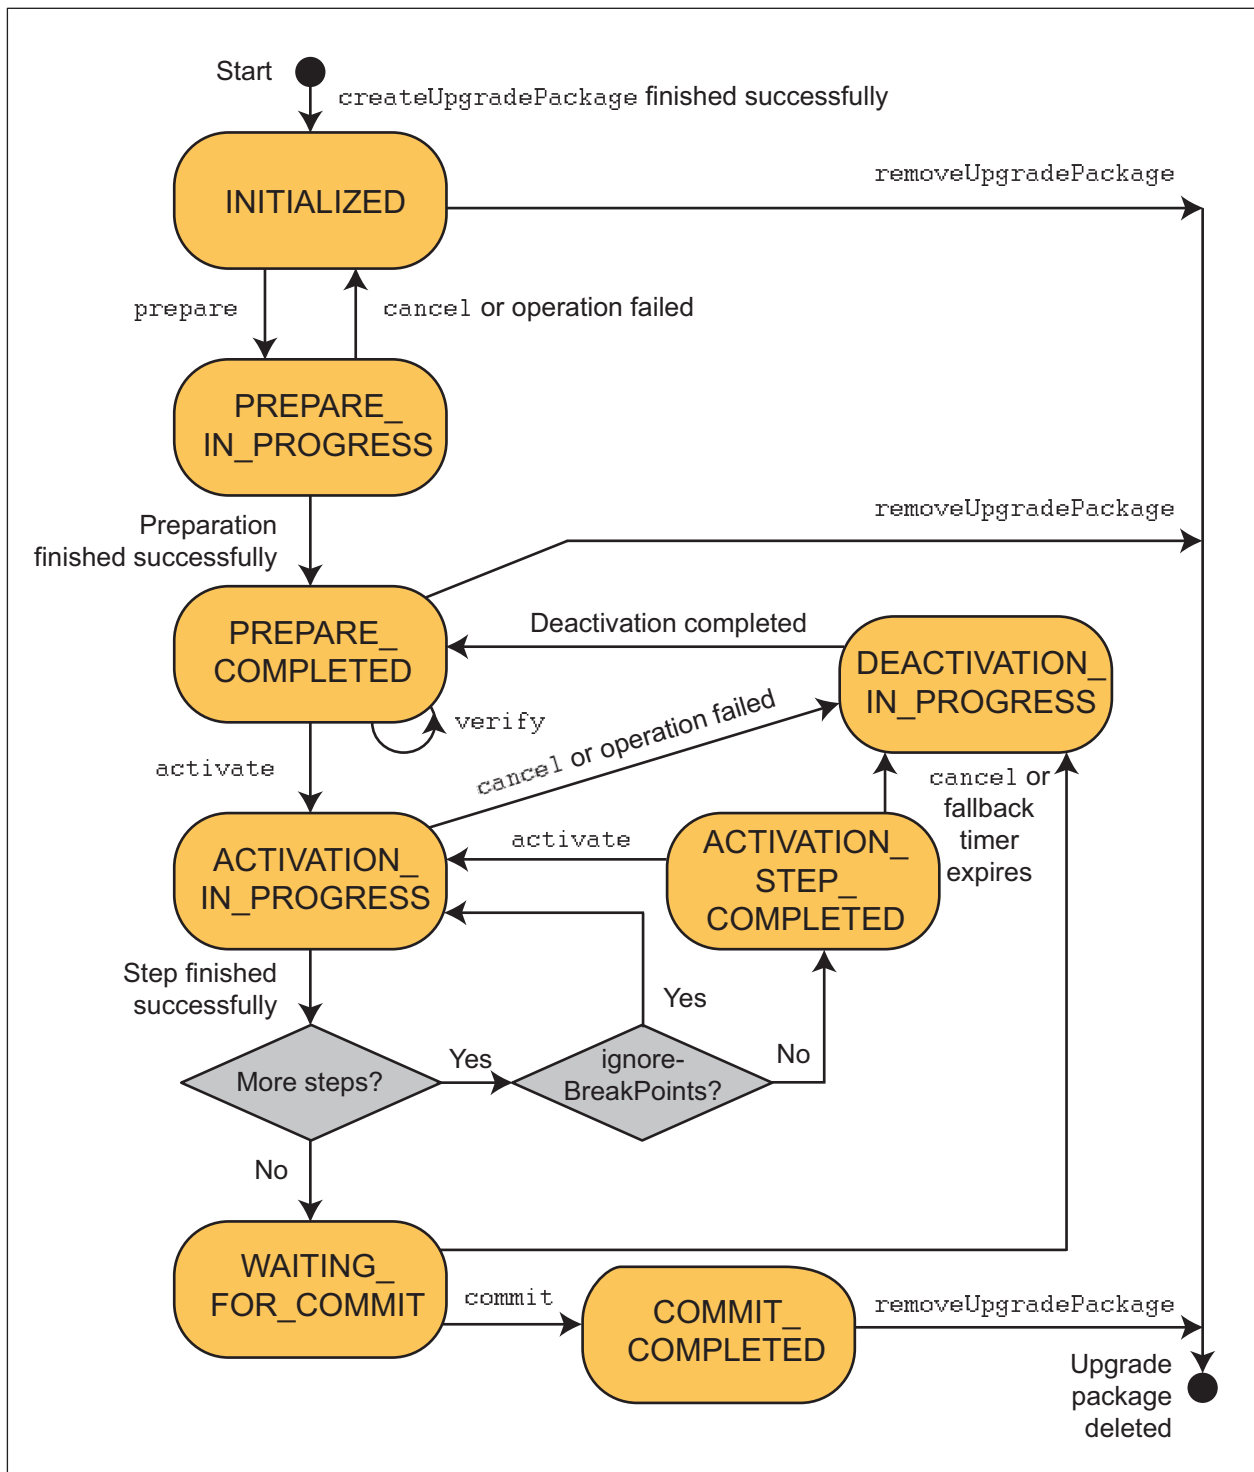 Start
createUpgradePackage finished successfully
INITIALIZED
removeUpgradePackage
prepare
cancel or operation failed
PREPARE_
IN_PROGRESS
Preparation
finished successfully
removeUpgradePackage
PREPARE_
COMPLETED
Deactivation completed
DEACTIVATION_
IN_PROGRESS
verify
cancel or operation failed
activate
cancel or
fallback
timer
expires
activate
ACTIVATION_
IN_PROGRESS
ACTIVATION_
STEP_
COMPLETED
Step finished
successfully
Yes
More steps?
Yes
ignore-
BreakPoints?
No
No
WAITING_
FOR_COMMIT
commit
COMMIT_
COMPLETED
removeUpgradePackage
Upgrade
package
deleted